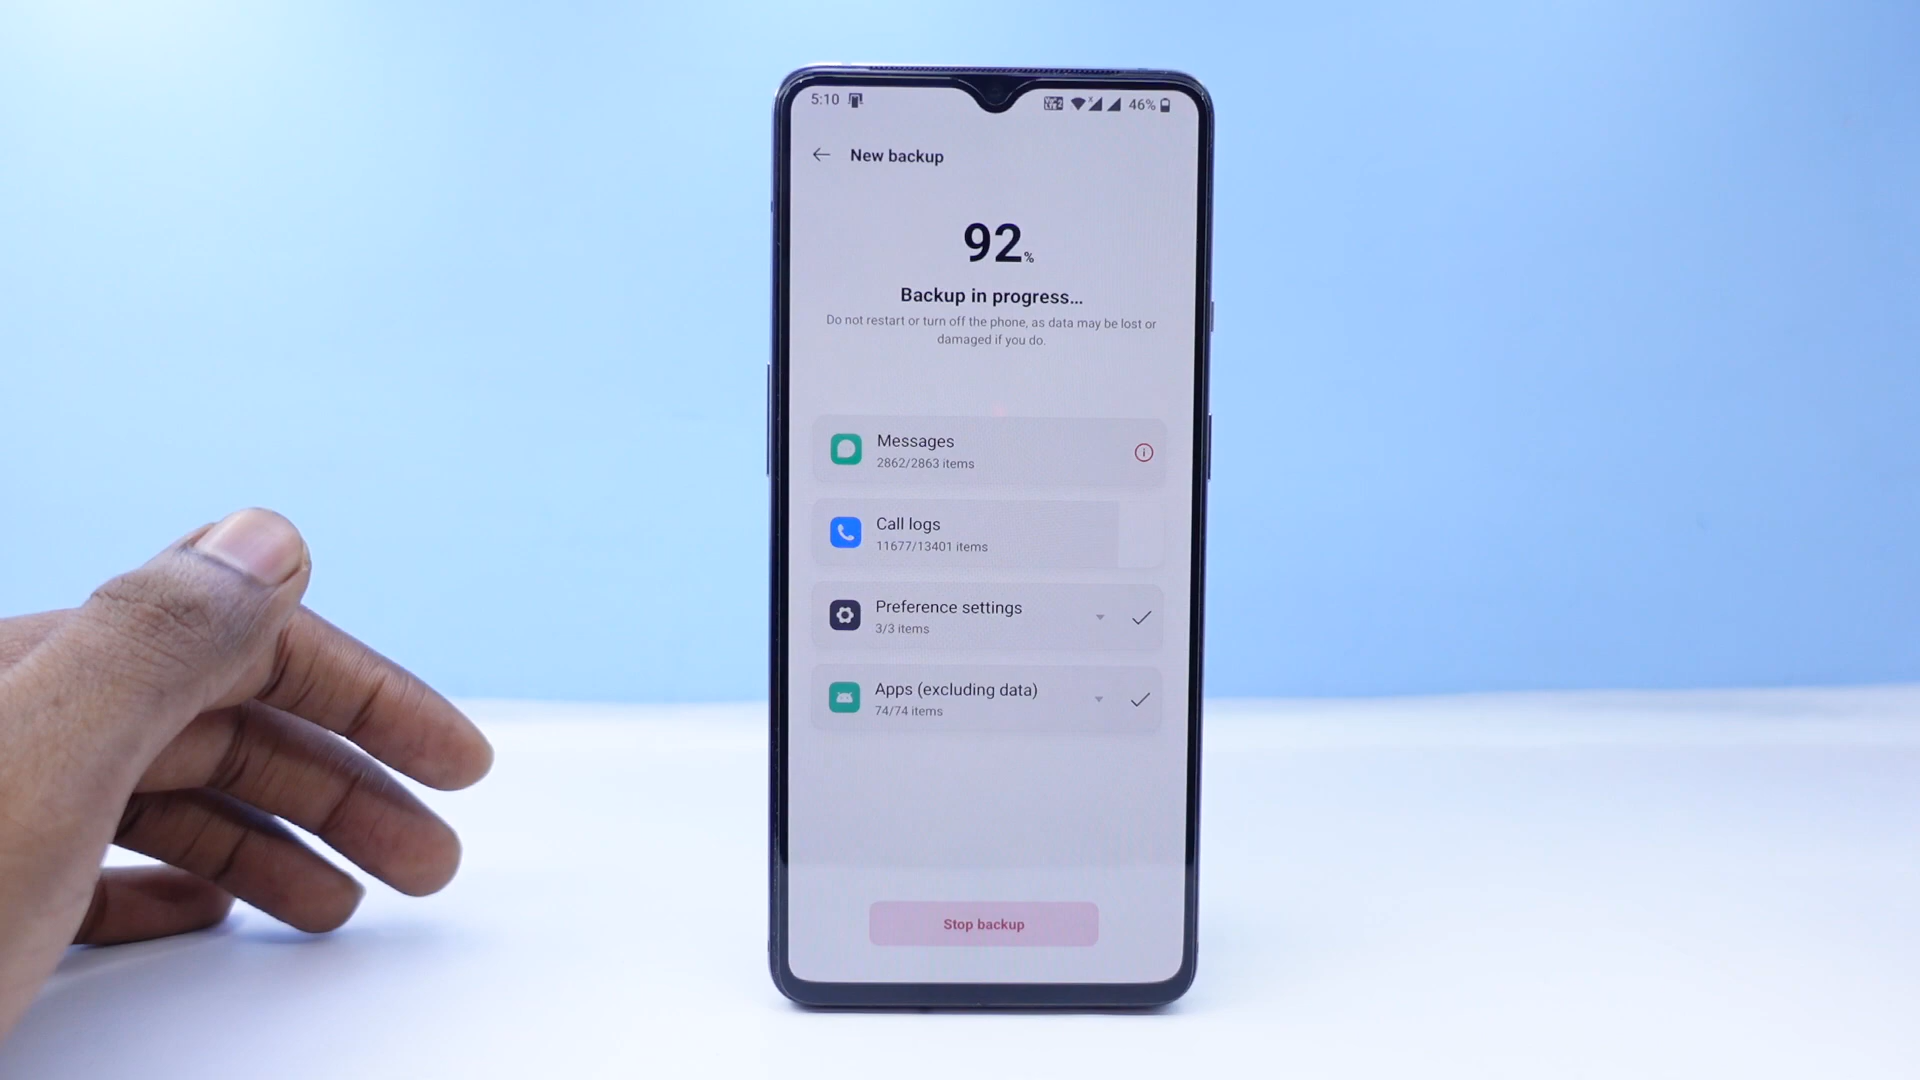 5:10
46%
New backup
92%
Backup in progress...
Do not restart or turn off the phone, as data may be lost or
damaged if you do.
Messages
2862/2863 items
Call logs
11677/13401 items
Preference settings
3/3 items
Apps (excluding data)
74/74 items
Stop backup